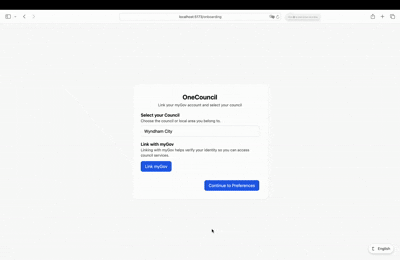 localhost:5173/onboarding
OneCouncil
Link your myGov account and select your council
Select your Council
Choose the council or local area you belong to.
Wyndham City
Link with myGov
Linking with myGov helps verify your identity so you can access
council services.
Link myGov
Continue to Preferences
English